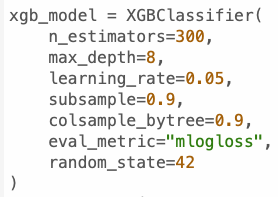 xgb_model = XGBClassifier(
    n_estimators=300,
    max_depth=8,
    learning_rate=0.05,
    subsample=0.9,
    colsample_bytree=0.9,
    eval_metric="mlogloss",
    random_state=42
)